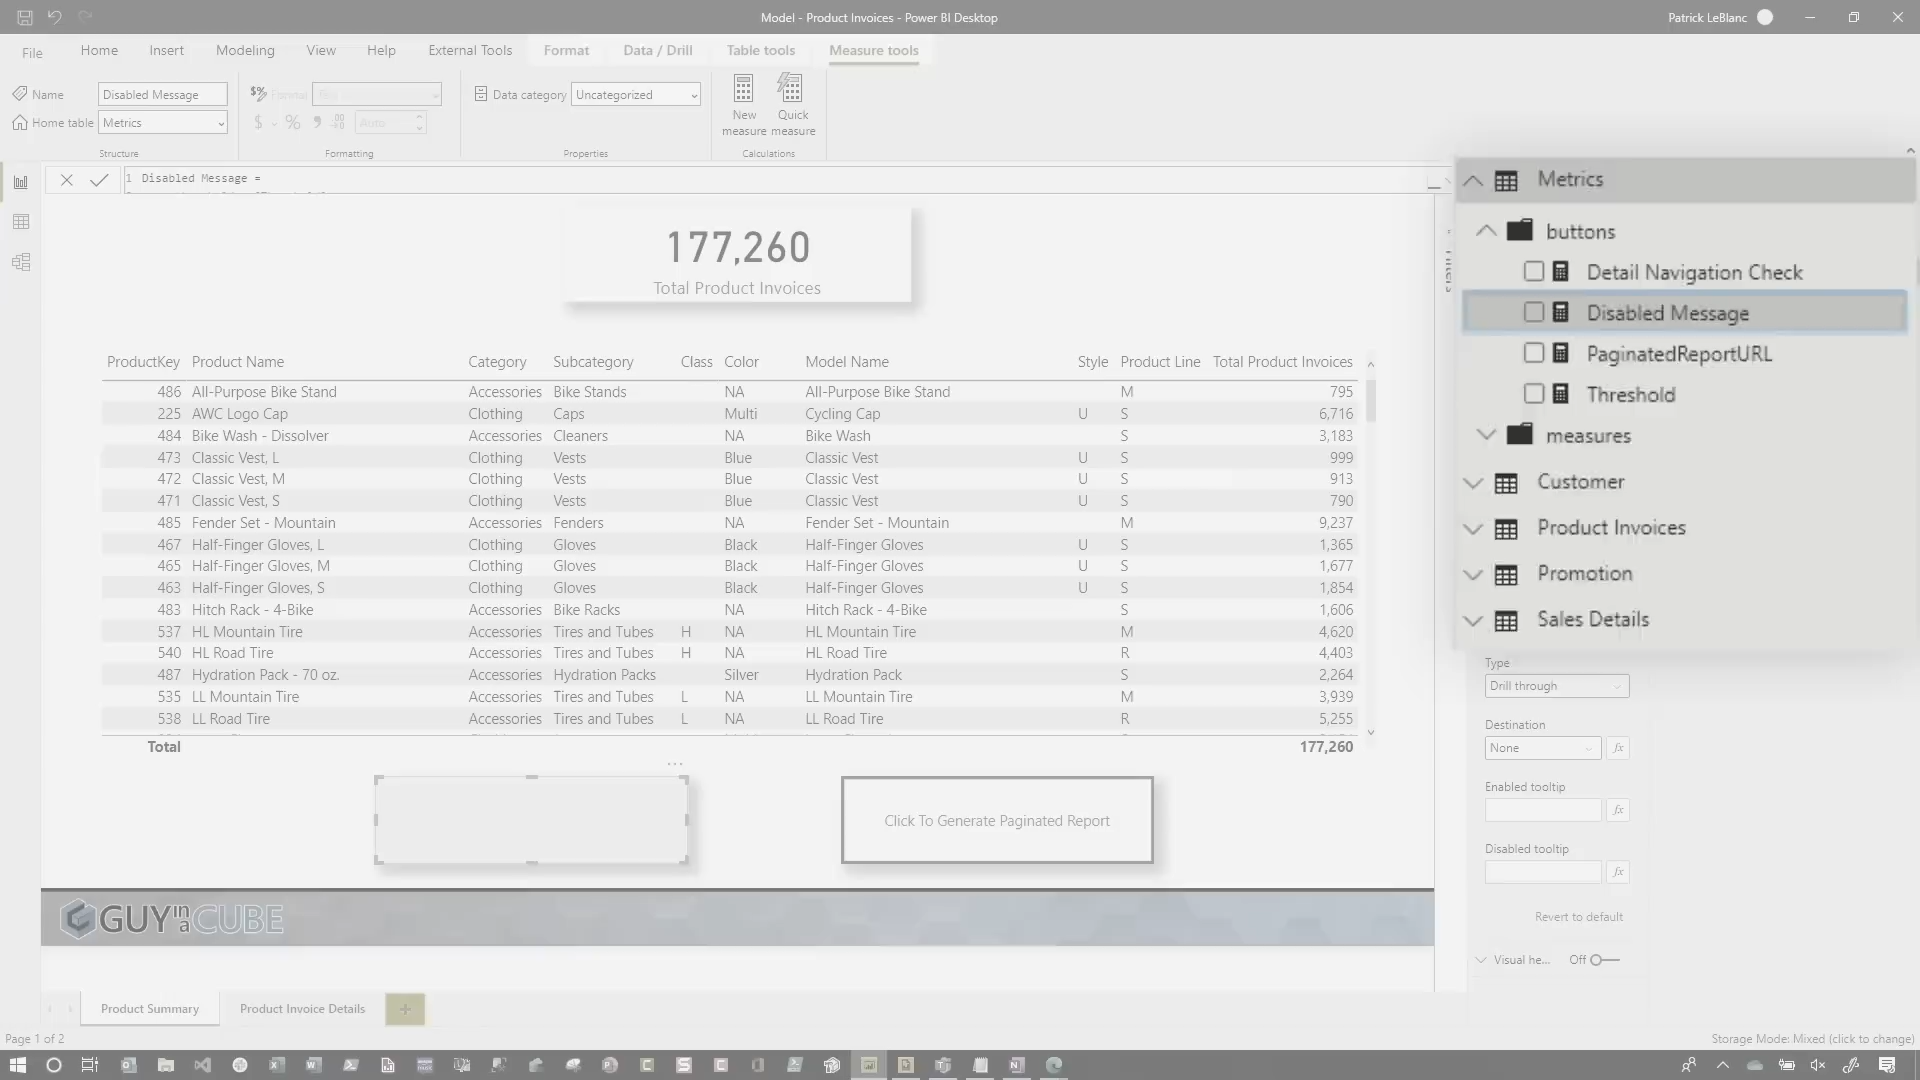 Model - Product Invoices - Power BI Desktop
Patrick LeBlanc
File Home Insert Modeling View Help External Tools Format Data / Drill Table tools Measure tools
Name Disabled Message
Home table Metrics
Structure
Format
$ % 9 .00 Auto
Formatting
Data category Uncategorized
Properties
New measure
Quick measure
Calculations
1 Disabled Message =
177,260
Total Product Invoices
ProductKey Product Name Category Subcategory Class Color Model Name Style Product Line Total Product Invoices
486 All-Purpose Bike Stand Accessories Bike Stands NA All-Purpose Bike Stand M 795
225 AWC Logo Cap Clothing Caps Multi Cycling Cap U S 6,716
484 Bike Wash - Dissolver Accessories Cleaners NA Bike Wash S 3,183
473 Classic Vest, L Clothing Vests Blue Classic Vest U S 999
472 Classic Vest, M Clothing Vests Blue Classic Vest U S 913
471 Classic Vest, S Clothing Vests Blue Classic Vest U S 790
485 Fender Set - Mountain Accessories Fenders NA Fender Set - Mountain M 9,237
467 Half-Finger Gloves, L Clothing Gloves Black Half-Finger Gloves U S 1,365
465 Half-Finger Gloves, M Clothing Gloves Black Half-Finger Gloves U S 1,677
463 Half-Finger Gloves, S Clothing Gloves Black Half-Finger Gloves U S 1,854
483 Hitch Rack - 4-Bike Accessories Bike Racks NA Hitch Rack - 4-Bike S 1,606
537 HL Mountain Tire Accessories Tires and Tubes H NA HL Mountain Tire M 4,620
540 HL Road Tire Accessories Tires and Tubes H NA HL Road Tire R 4,403
487 Hydration Pack - 70 oz. Accessories Hydration Packs Silver Hydration Pack S 2,264
535 LL Mountain Tire Accessories Tires and Tubes L NA LL Mountain Tire M 3,939
538 LL Road Tire Accessories Tires and Tubes L NA LL Road Tire R 5,255
Total 177,260
Click To Generate Paginated Report
GUY in a CUBE
Filters
Metrics
buttons
Detail Navigation Check
Disabled Message
PaginatedReportURL
Threshold
measures
Customer
Product Invoices
Promotion
Sales Details
Type
Drill through
Destination
None fx
Enabled tooltip
fx
Disabled tooltip
fx
Revert to default
Visual he... Off
Product Summary Product Invoice Details +
Page 1 of 2
Storage Mode: Mixed (click to change)